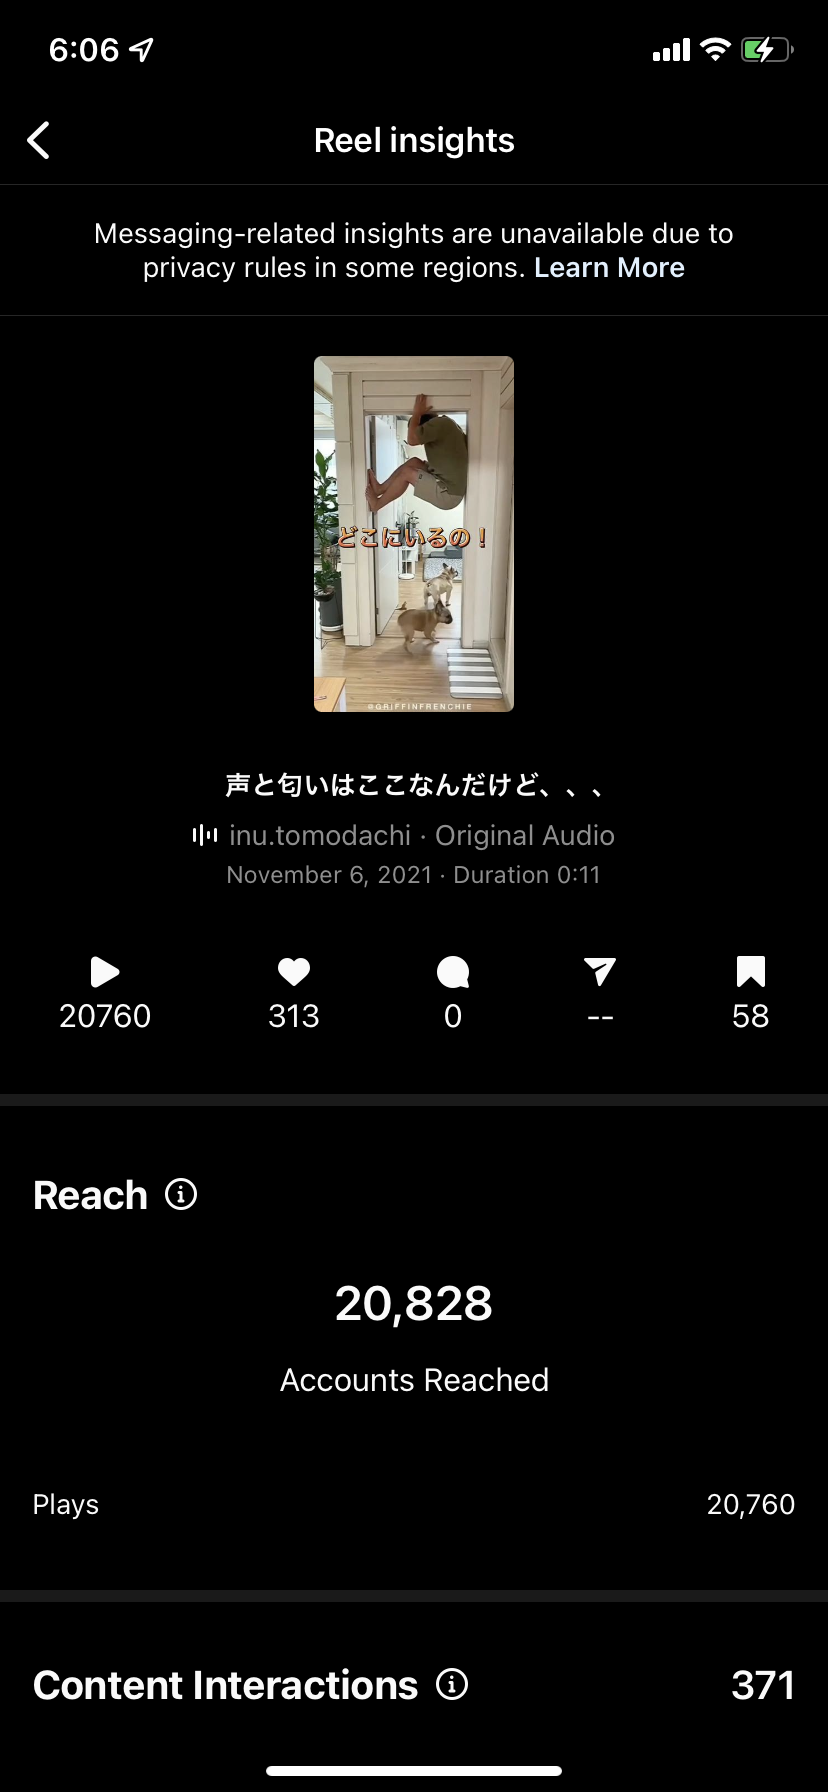 6:06
Reel insights
Messaging-related insights are unavailable due to
privacy rules in some regions. Learn More
どこにいるの！
@GRIFFINFRENCHIE
声と匂いはここなんだけど、、、
inu.tomodachi · Original Audio
November 6, 2021 · Duration 0:11
20760 313 0 -- 58
Reach
20,828
Accounts Reached
Plays 20,760
Content Interactions 371